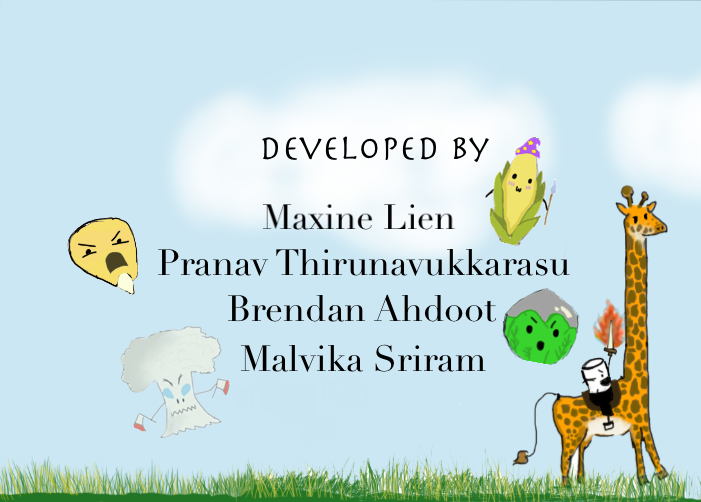 DEVELOPED BY
Maxine Lien
Pranav Thirunavukkarasu
Brendan Ahdoot
Malvika Sriram